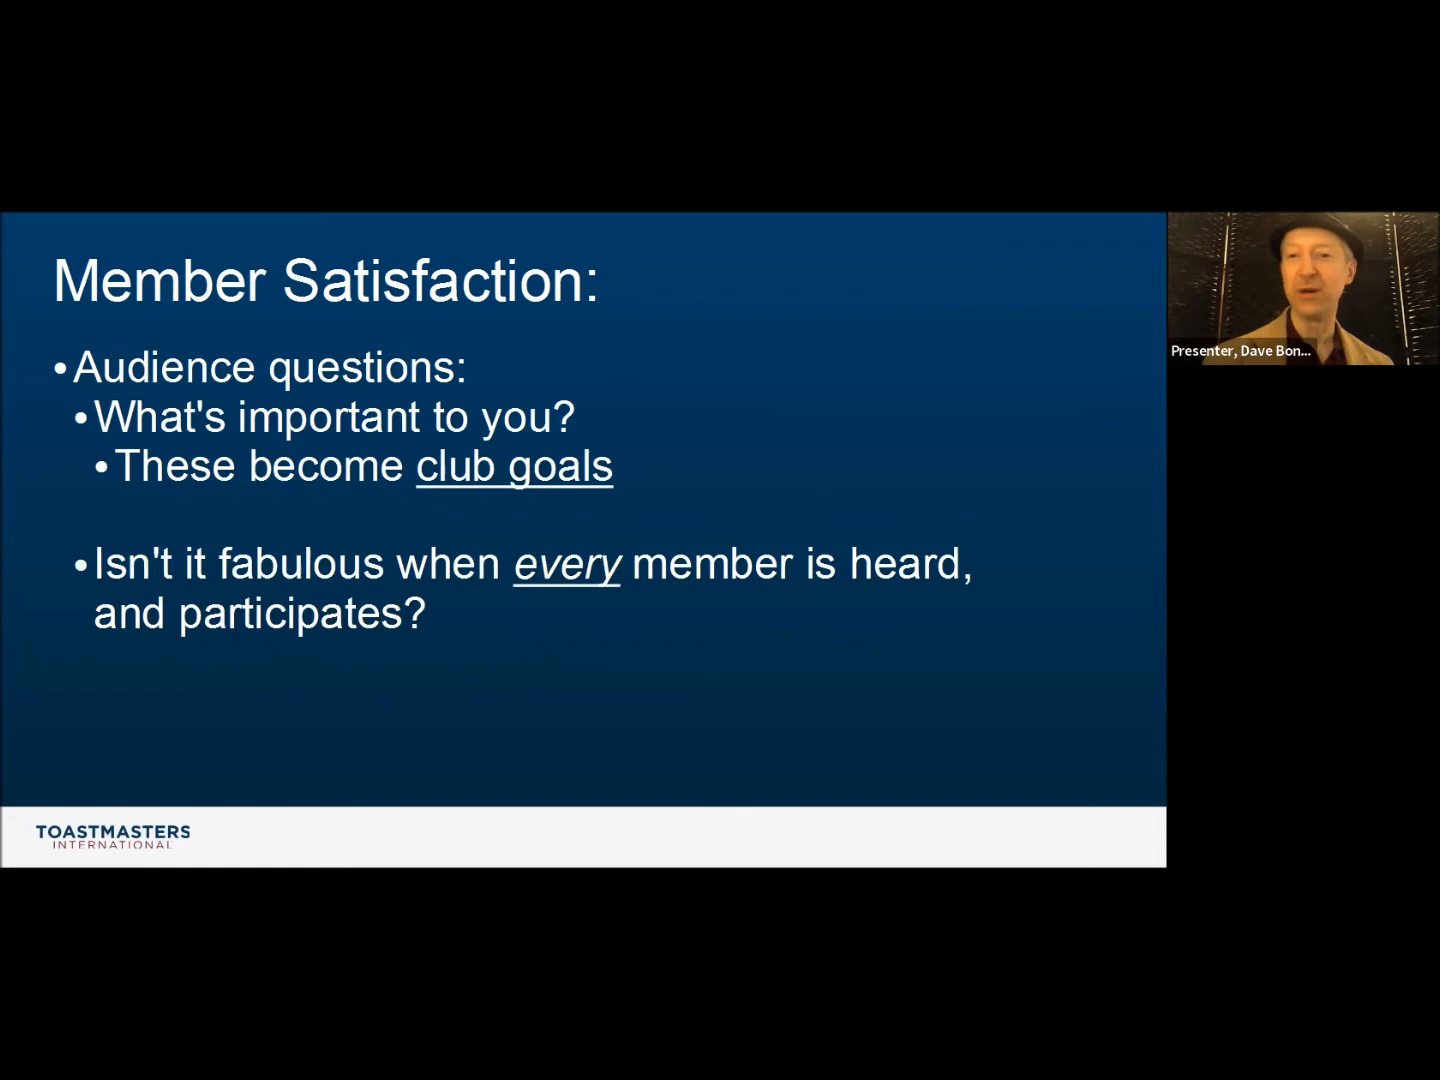 Member Satisfaction:
• Audience questions:
• What's important to you?
• These become club goals
• Isn't it fabulous when every member is heard,
and participates?
TOASTMASTERS
INTERNATIONAL
Presenter, Dave Bon...